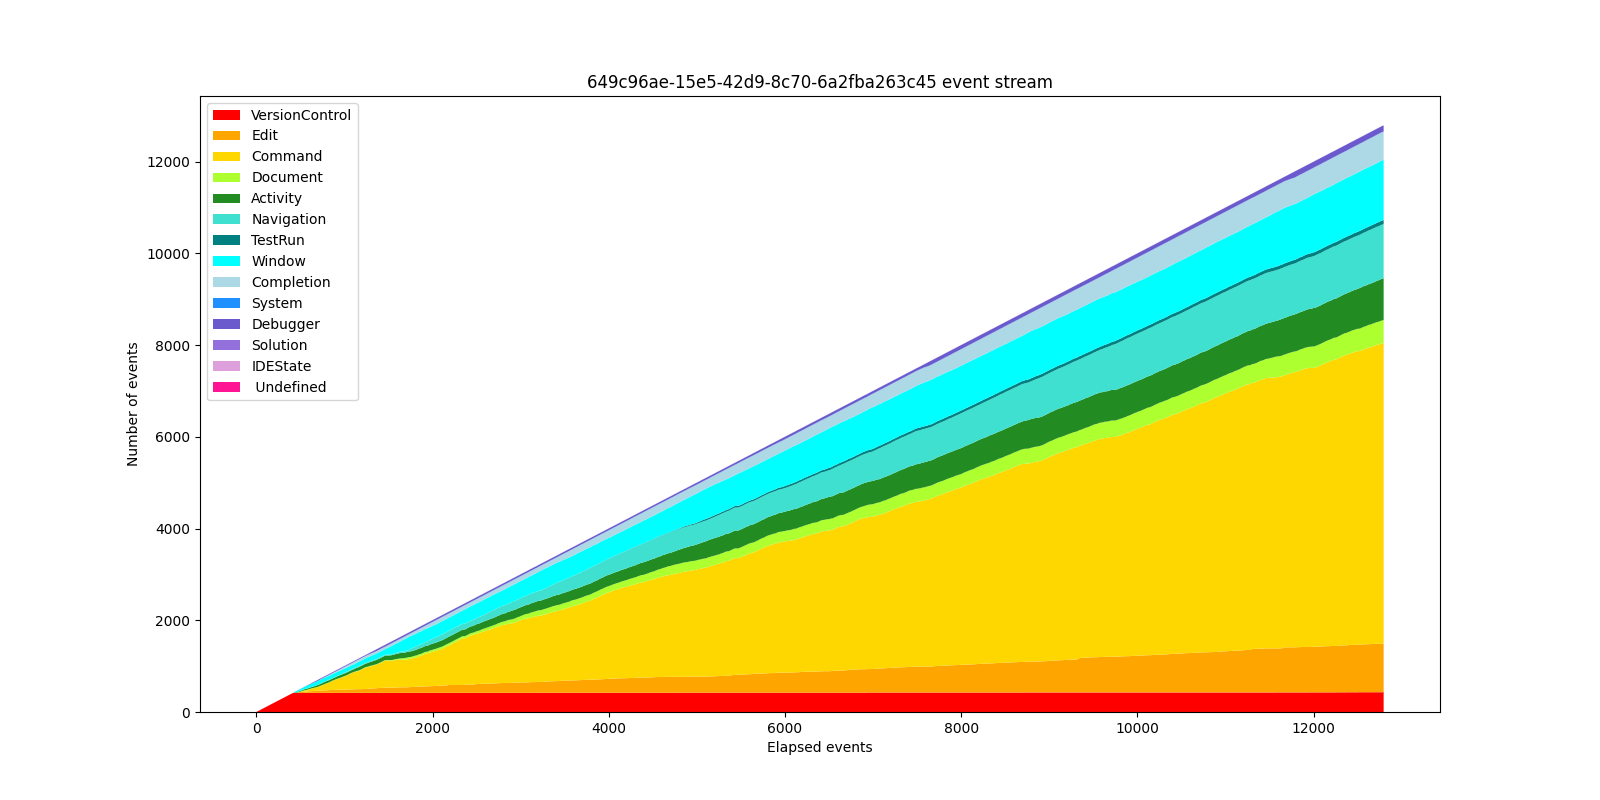 649c96ae-15e5-42d9-8c70-6a2fba263c45 event stream
VersionControl
Edit
Command
Document
Activity
Navigation
TestRun
Window
Completion
System
Debugger
Solution
IDEState
Undefined
Number of events
12000
10000
8000
6000
4000
2000
0
0 2000 4000 6000 8000 10000 12000
Elapsed events